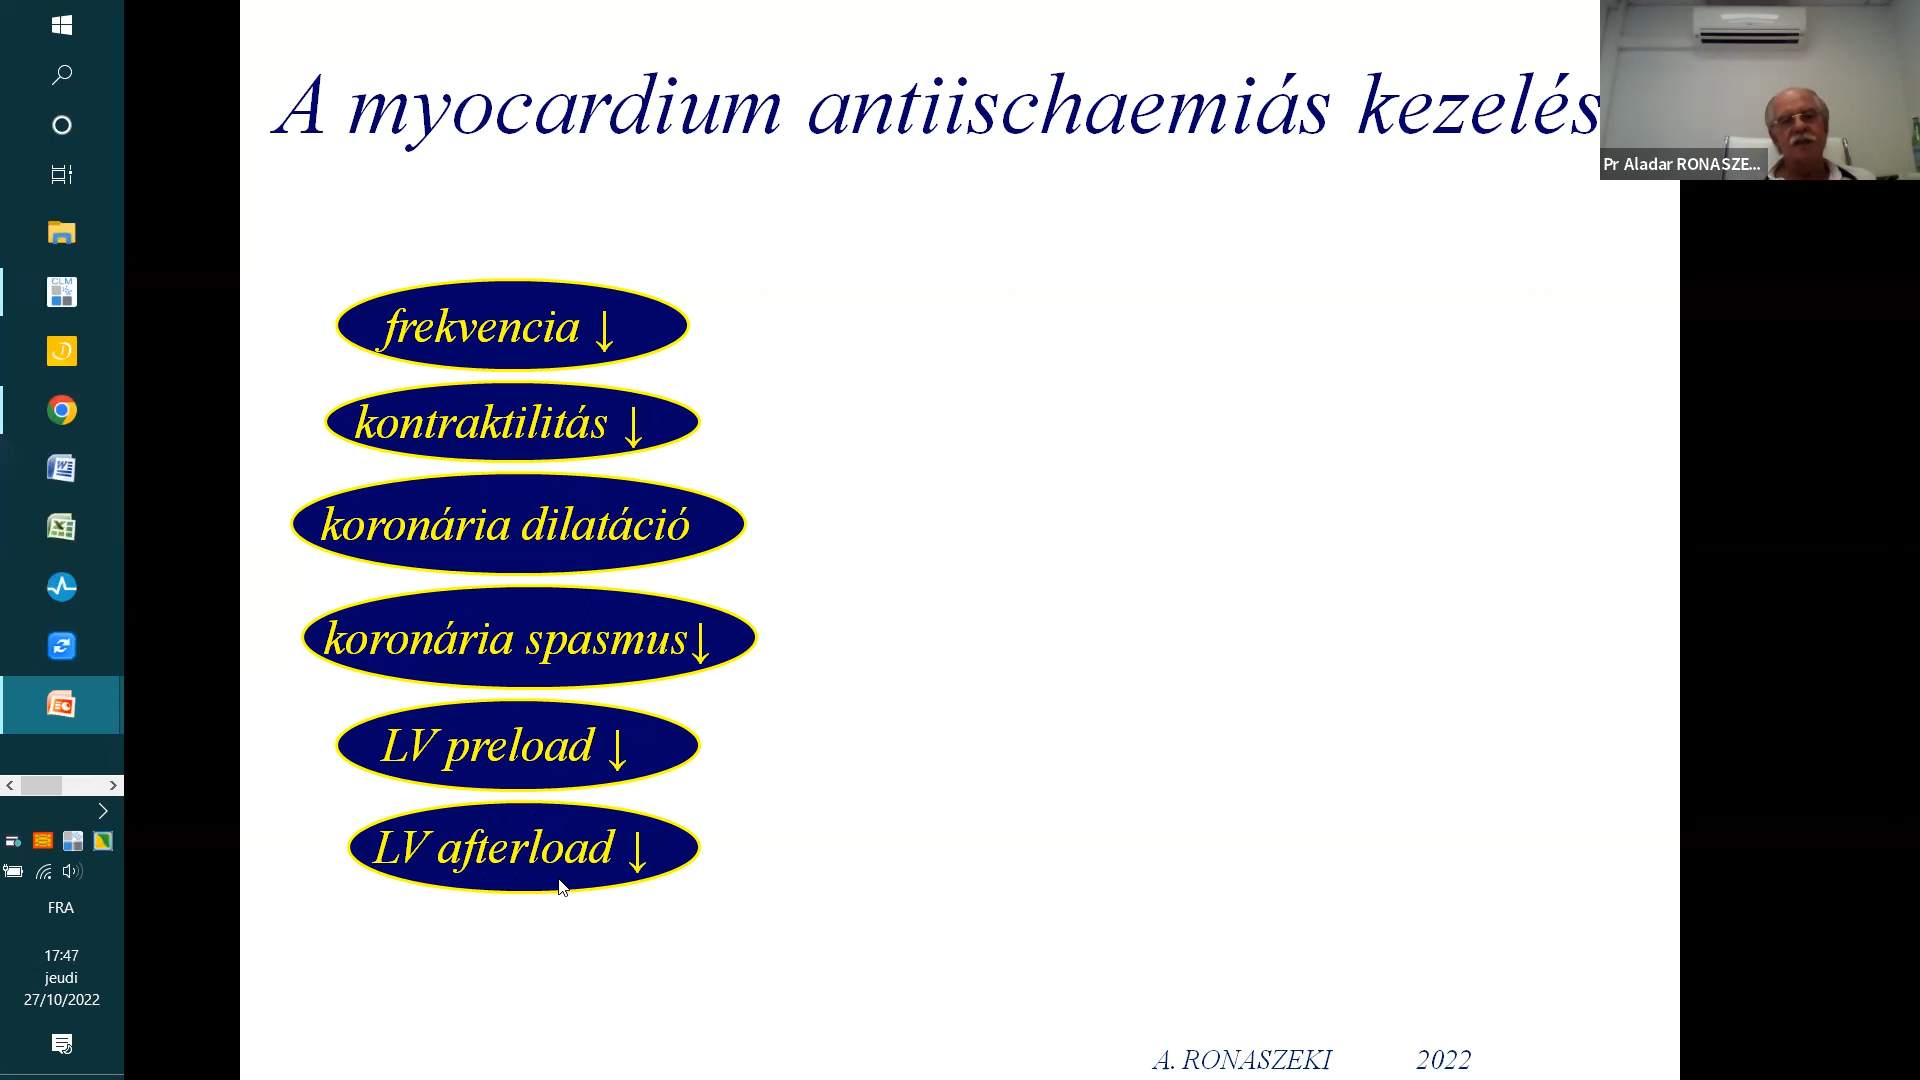 A myocardium antiischaemiás kezelés
Pr Aladar RONASZE...
frekvencia ↓
kontraktilitás ↓
koronária dilatáció
koronária spasmus↓
LV preload ↓
LV afterload ↓
CLM
FRA
17:47
jeudi
27/10/2022
A. RONASZEKI 2022